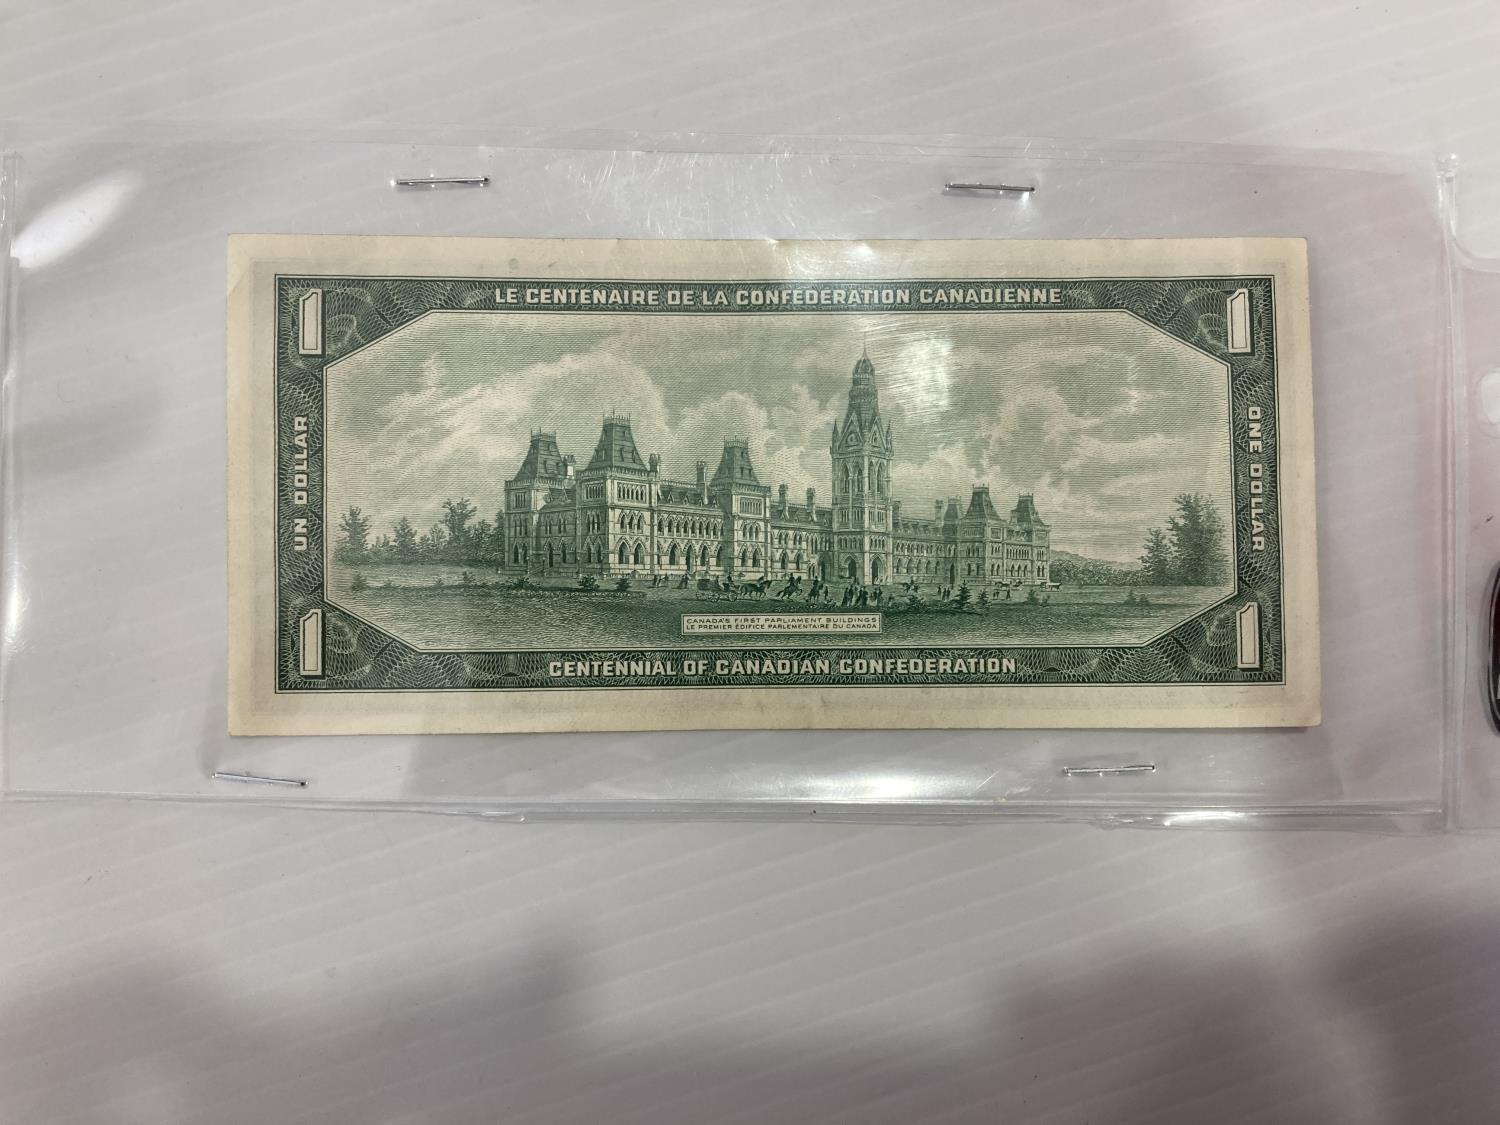 1 LE CENTENAIRE DE LA CONFEDERATION CANADIENNE 1
UN DOLLAR
ONE DOLLAR
CANADA'S FIRST PARLIAMENT BUILDINGS
LE PREMIER ÉDIFICE PARLEMENTAIRE DU CANADA
1 CENTENNIAL OF CANADIAN CONFEDERATION 1